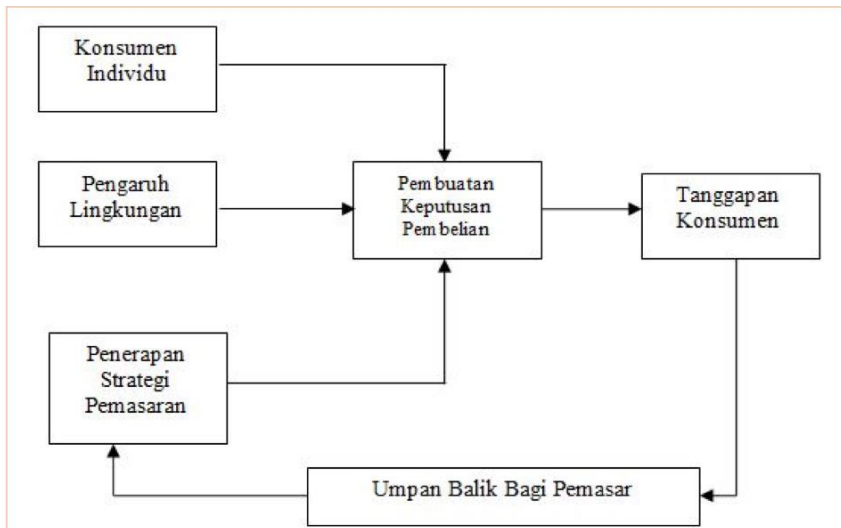 Konsumen
Individu
Pengaruh
Lingkungan
Pembuatan
Keputusan
Pembelian
Tanggapan
Konsumen
Penerapan
Strategi
Pemasaran
Umpan Balik Bagi Pemasar